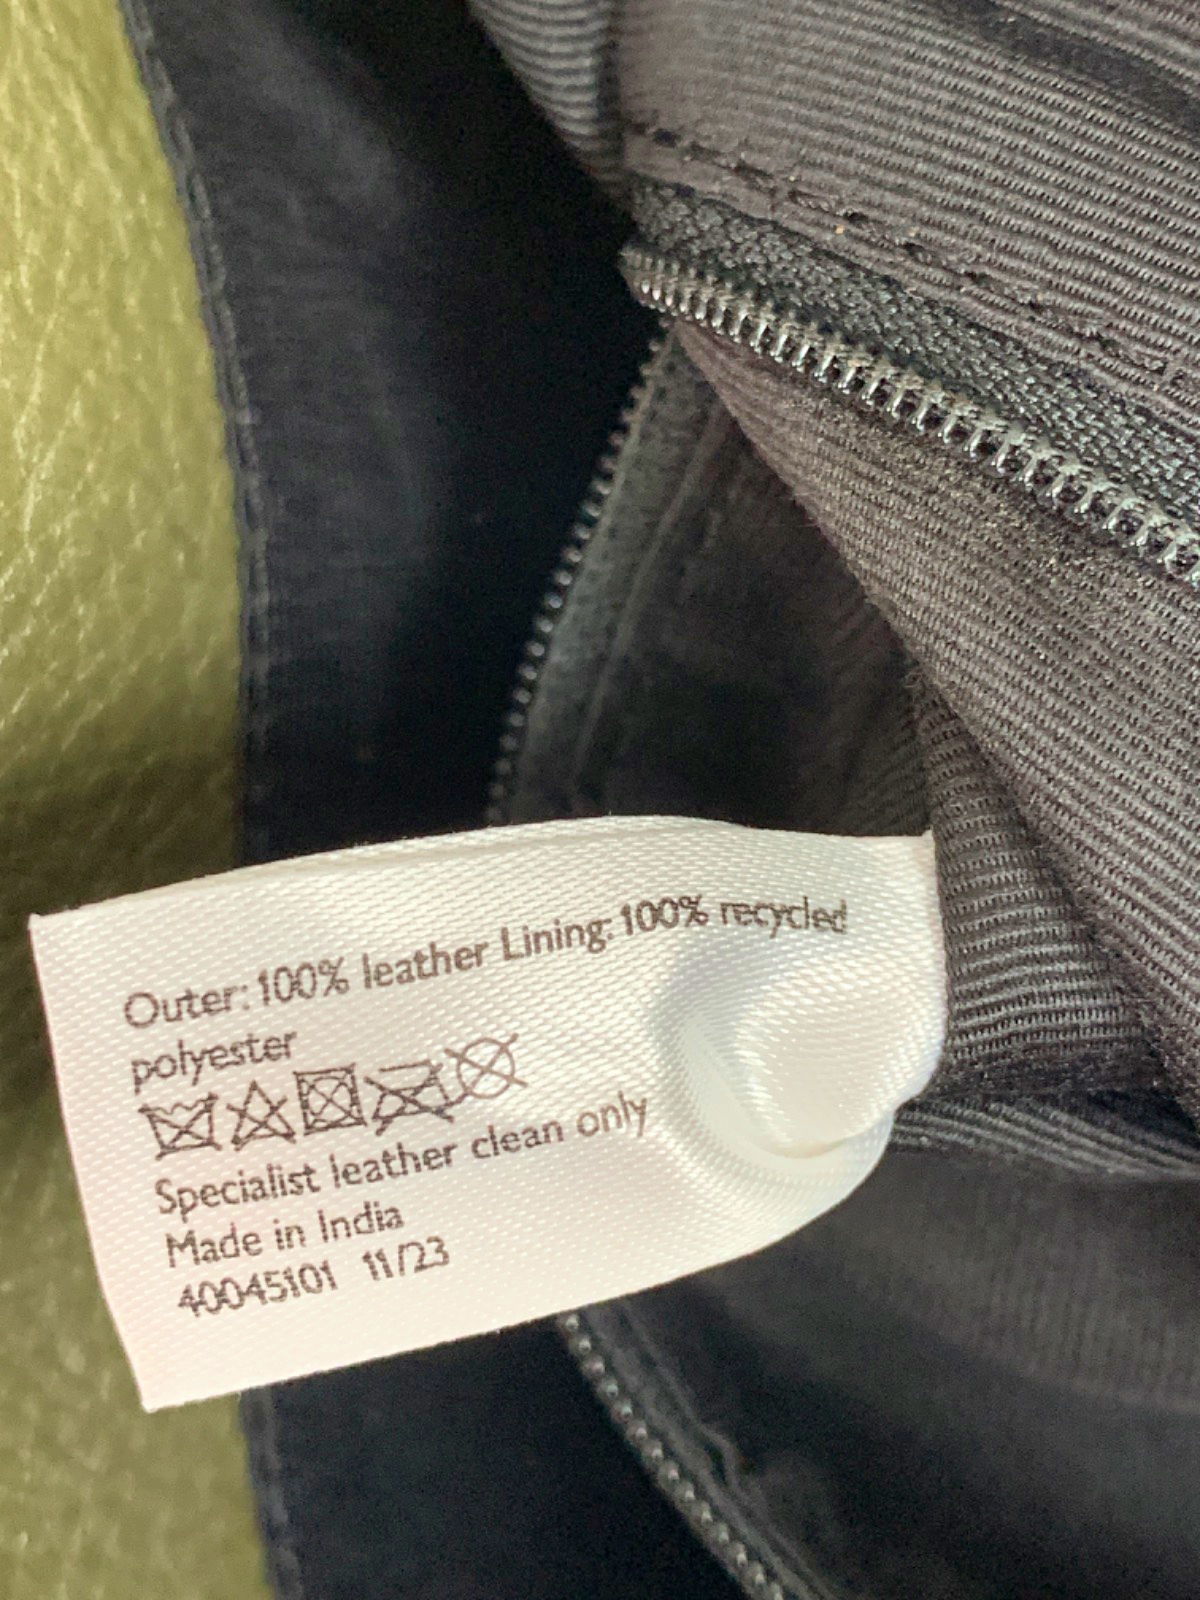 Outer: 100% leather Lining: 100% recycled
polyester
Specialist leather clean only
Made in India
40045101 11/23